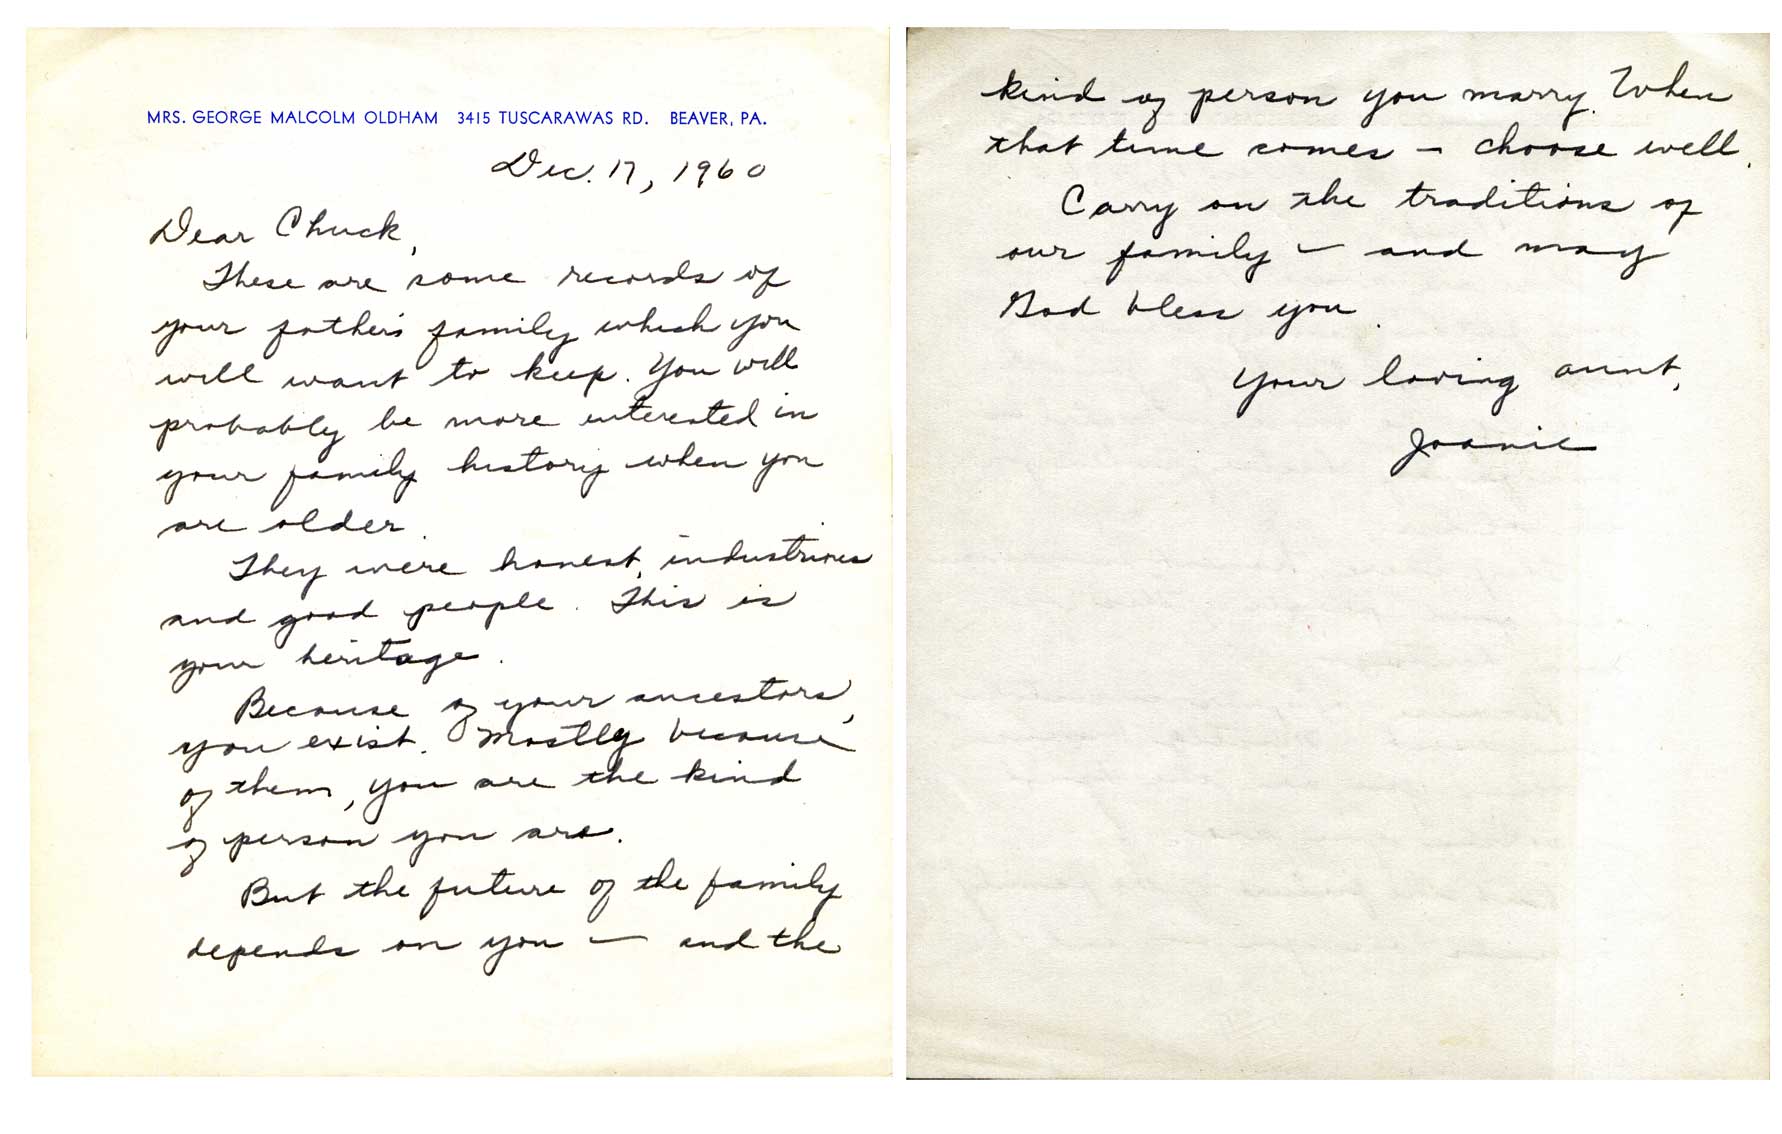 MRS. GEORGE MALCOLM OLDHAM 3415 TUSCARAWAS RD. BEAVER, PA.
Dec. 17, 1960
Dear Chuck,
These are some records of
your father's family which you
will want to keep. You will
probably be more interested in
your family history when you
are older.
They were honest, industrious
and good people. This is
your heritage.
Because of your ancestors,
you exist. Mostly because
of them, you are the kind
of person you are.
But the future of the family
depends on you — and the
kind of person you marry. When
that time comes — choose well.
Carry on the traditions of
our family — and may
God bless you.
Your loving aunt,
Joanie